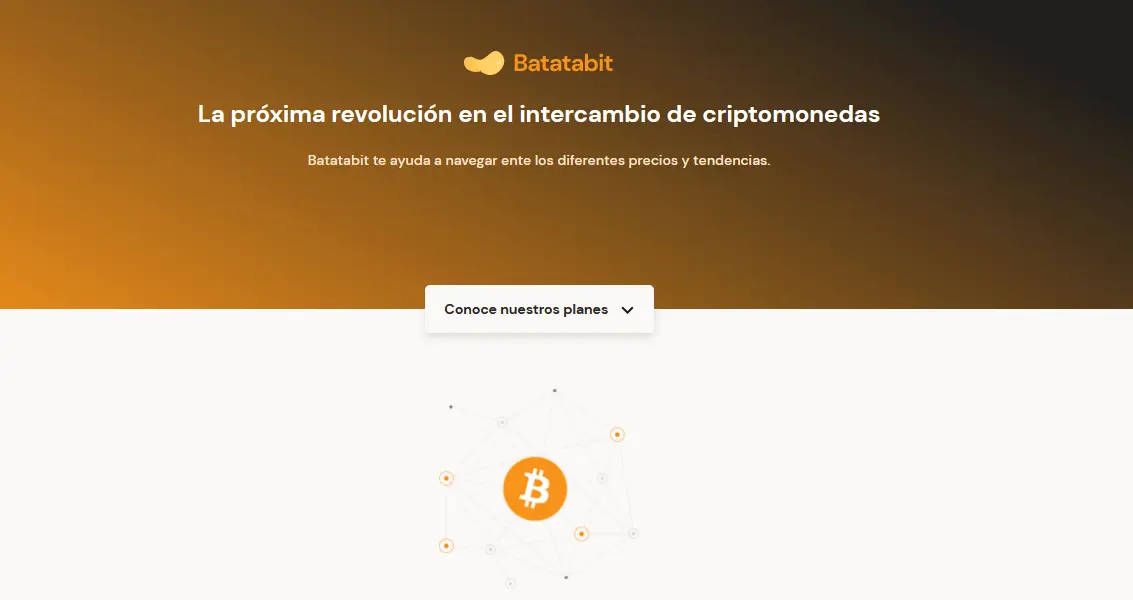 Batatabit
La próxima revolución en el intercambio de criptomonedas
Batatabit te ayuda a navegar ente los diferentes precios y tendencias.
Conoce nuestros planes